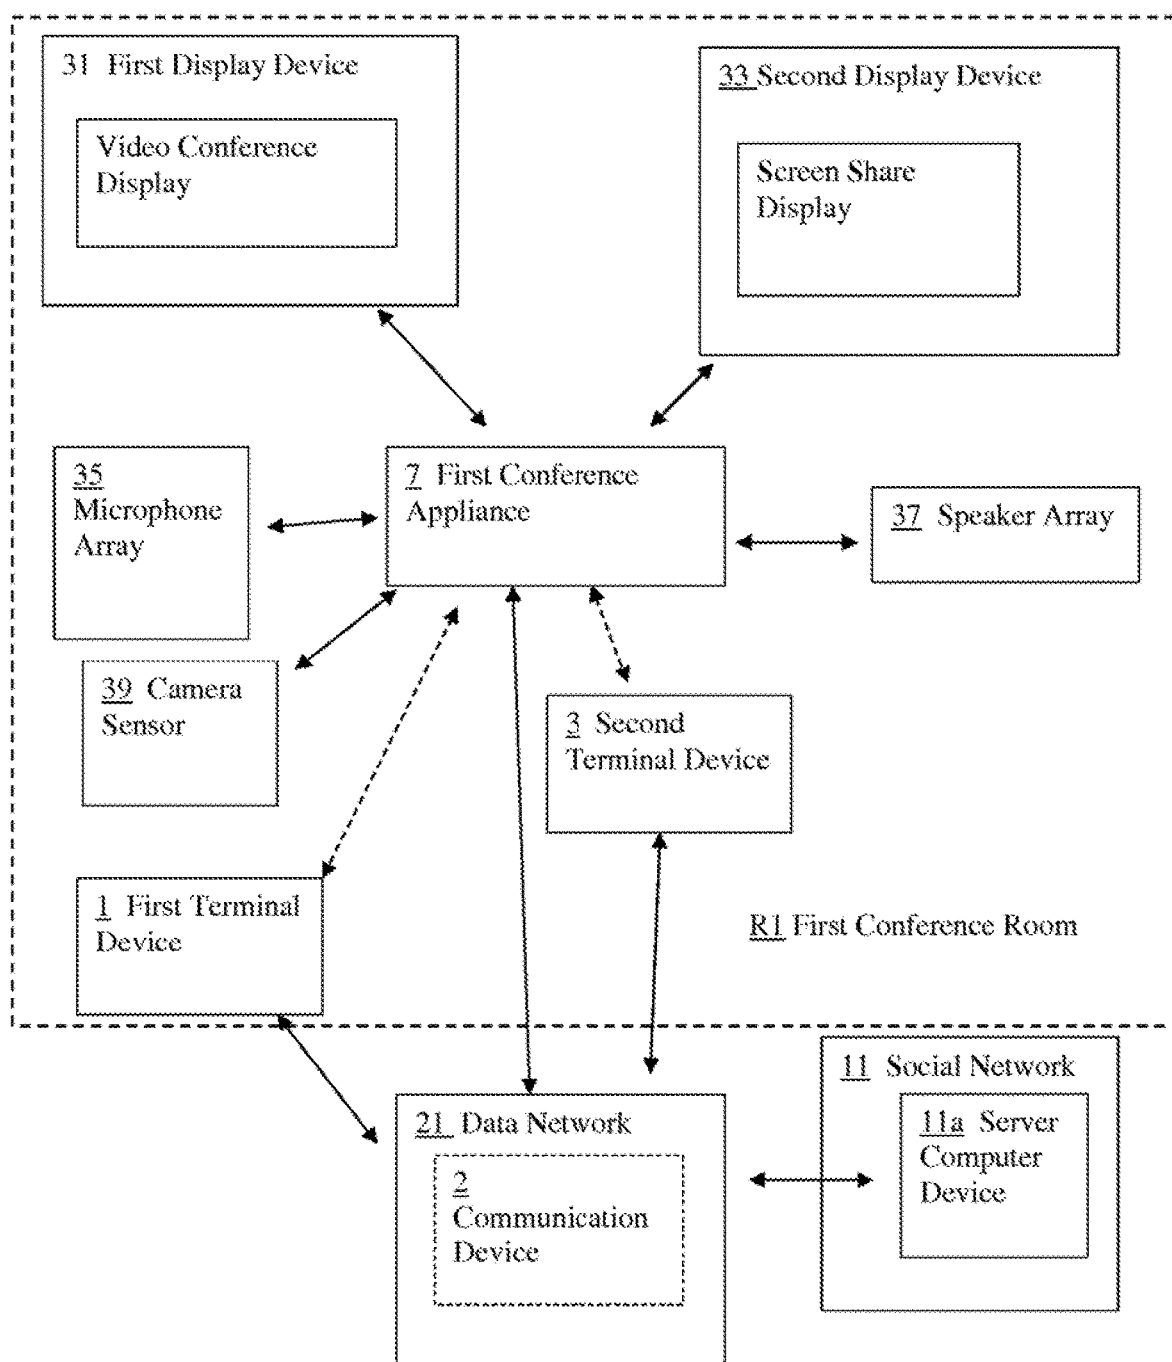 31 First Display Device
Video Conference
Display
33 Second Display Device
Screen Share
Display
35
Microphone
Array
7 First Conference
Appliance
37 Speaker Array
39 Camera
Sensor
3 Second
Terminal Device
1 First Terminal
Device
R1 First Conference Room
21 Data Network
2
Communication
Device
11 Social Network
11a Server
Computer
Device